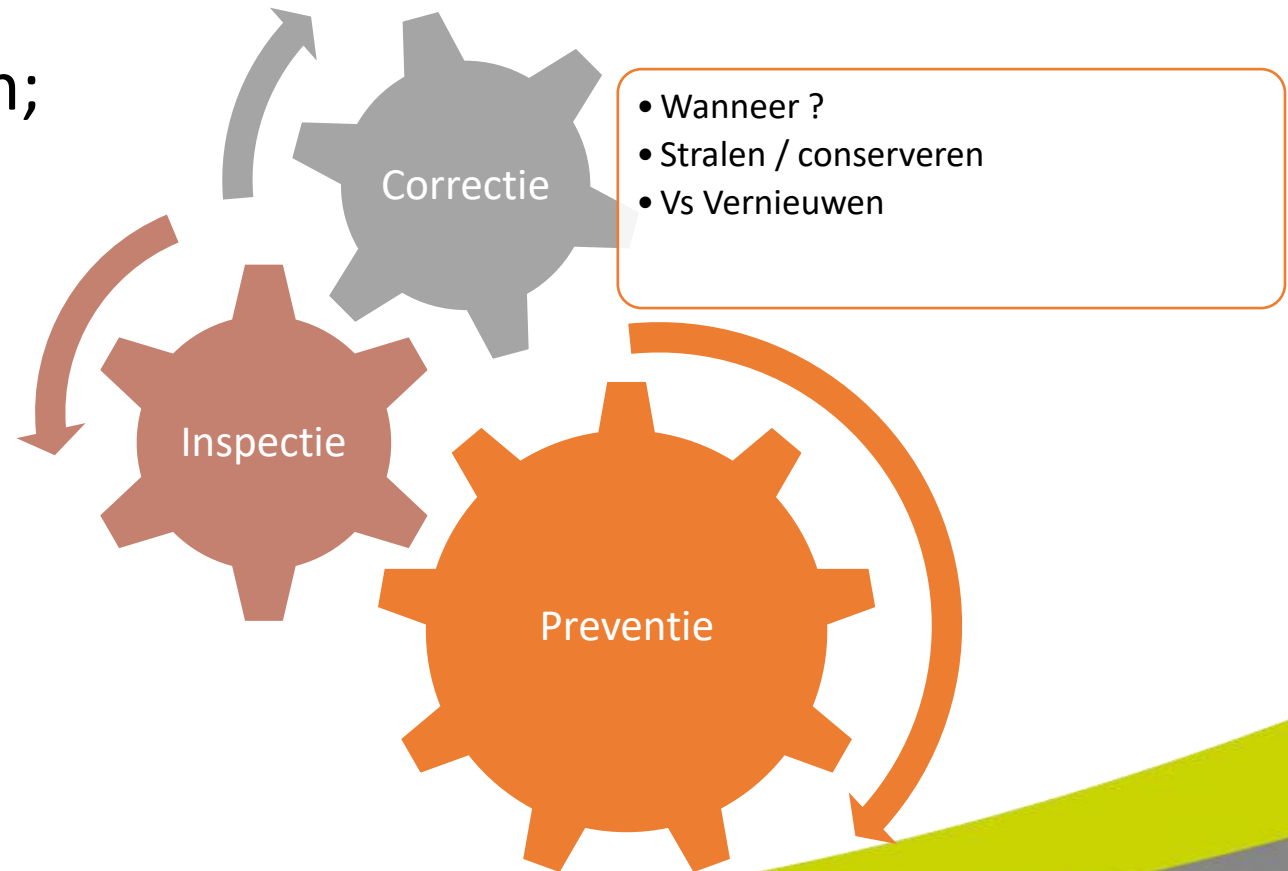 n;
Correctie
• Wanneer ?
• Stralen / conserveren
• Vs Vernieuwen
Inspectie
Preventie